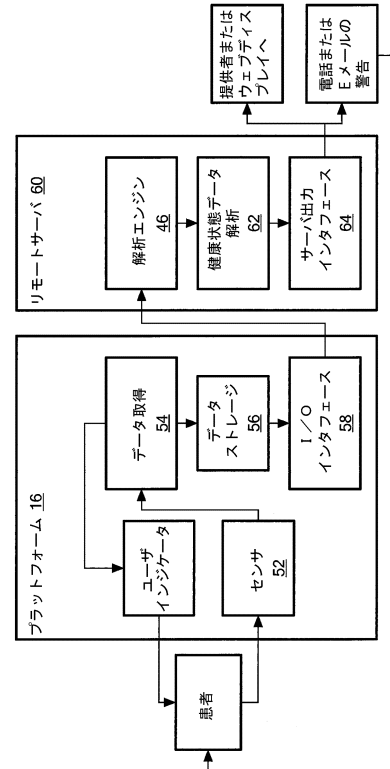 患者
プラットフォーム 16
ユーザ
インジケータ
センサ
52
データ取得
54
データ
ストレージ
56
I/O
インタフェース
58
リモートサーバ 60
解析エンジン
46
健康状態データ
解析
62
サーバ出力
インタフェース
64
提供者または
ウェブディス
プレイへ
電話または
Eメールの
警告